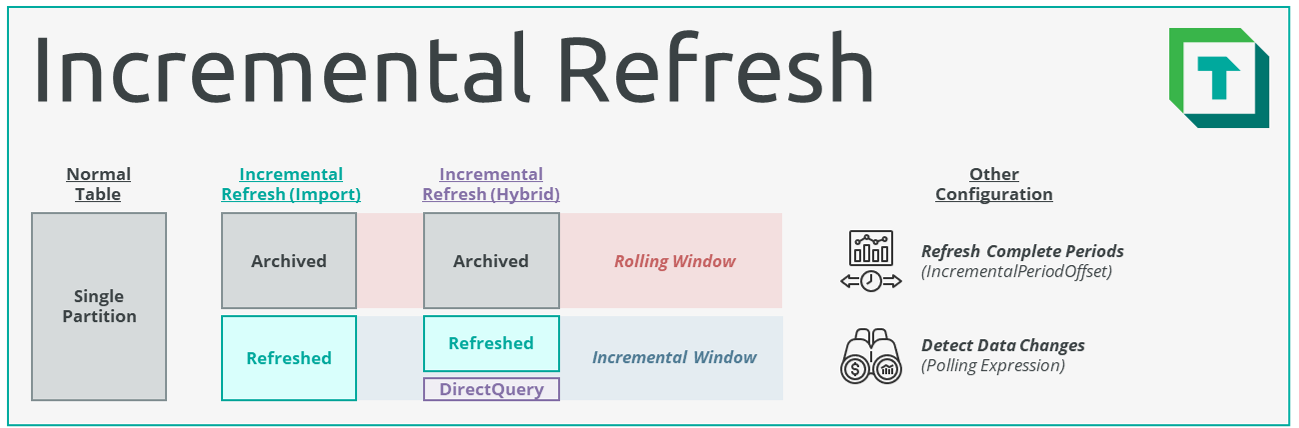 Incremental Refresh
T
Normal
Table
Single
Partition
Incremental
Refresh (Import)
Archived
Refreshed
Incremental
Refresh (Hybrid)
Archived
Refreshed
DirectQuery
Rolling Window
Incremental Window
Other
Configuration
Refresh Complete Periods
(IncrementalPeriodOffset)
$
Detect Data Changes
(Polling Expression)